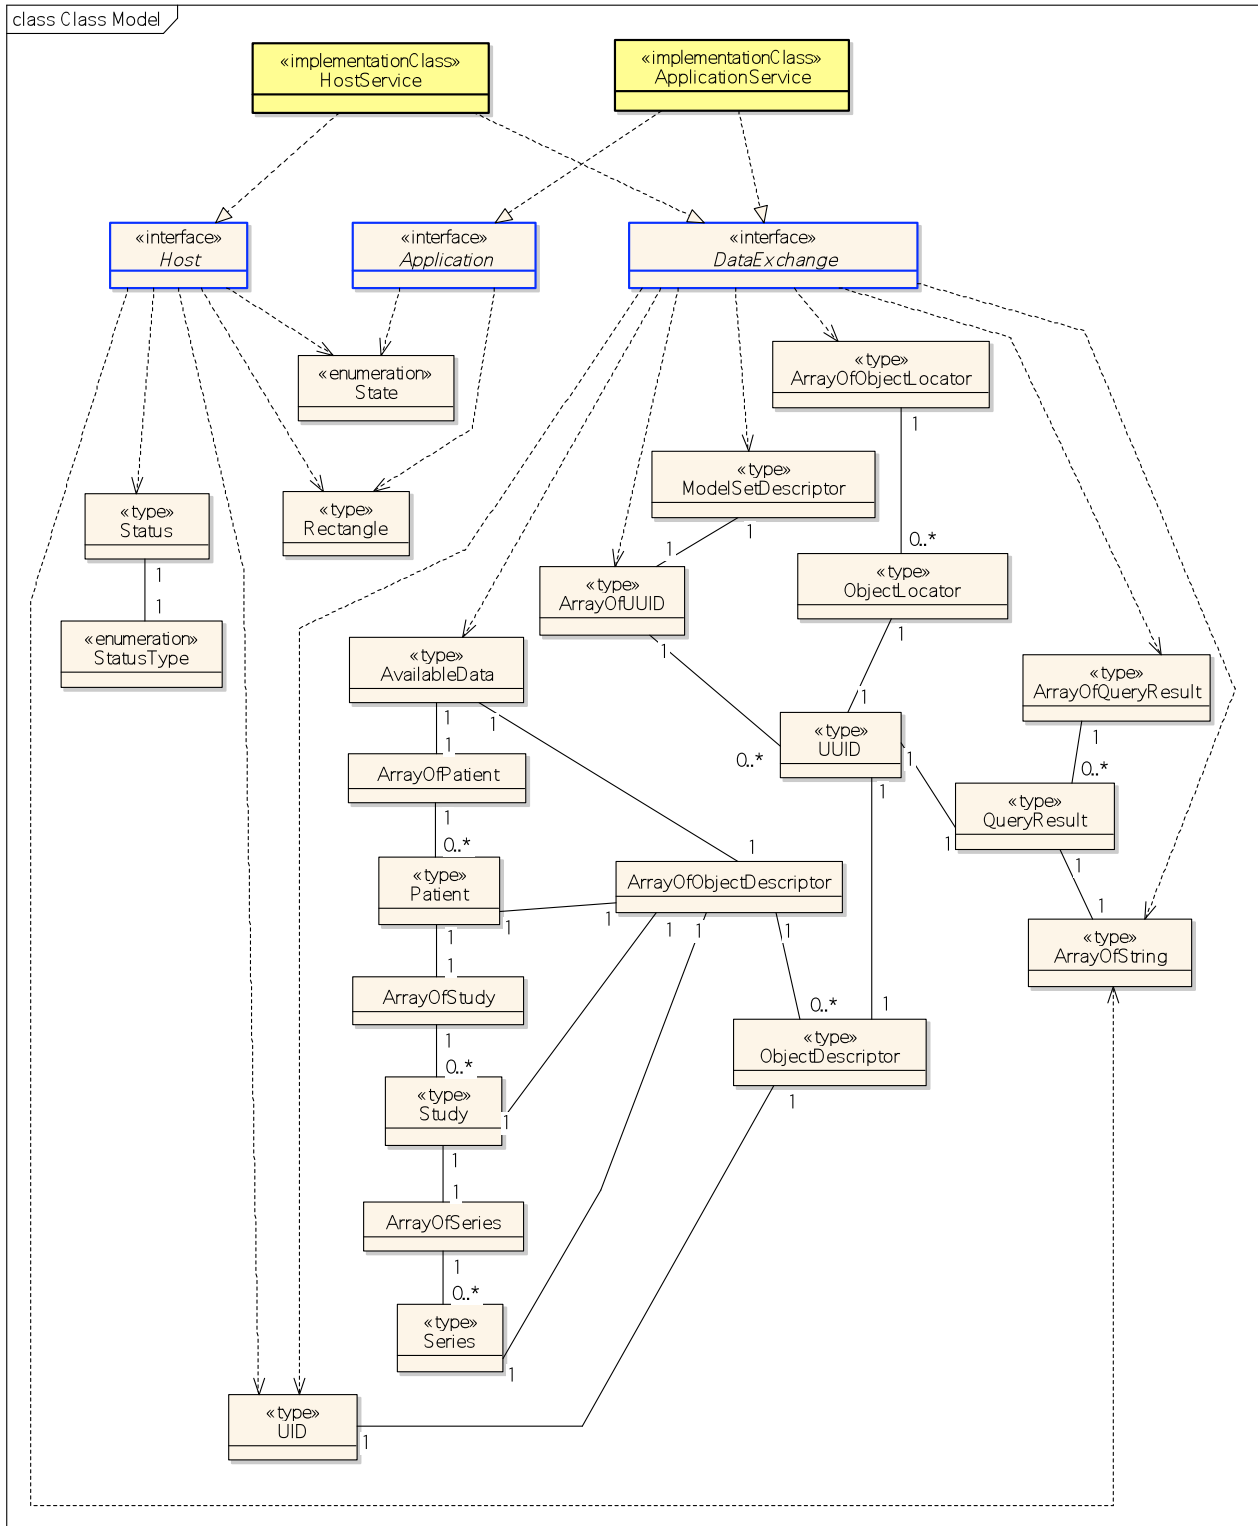 class Class Model
«implementationClass»
HostService
«implementationClass»
ApplicationService
«interface»
Host
«interface»
Application
«interface»
DataExchange
«enumeration»
State
«type»
ArrayOfObjectLocator
1
«type»
ModelSetDescriptor
1
«type»
Status
1
«type»
Rectangle
0..*
«type»
ObjectLocator
1
1
«type»
ArrayOfUUID
1
1
«enumeration»
StatusType
«type»
AvailableData
1
1
«type»
ArrayOfQueryResult
1
1
«type»
UUID
1
1
0..*
1
ArrayOfPatient
1
0..*
«type»
QueryResult
1
1
0..*
«type»
Patient
1
1
1
ArrayOfObjectDescriptor
1
1
1
1
1
«type»
ArrayOfString
1
ArrayOfStudy
1
0..*
1
0..*
«type»
ObjectDescriptor
1
«type»
Study
1
1
1
ArrayOfSeries
1
0..*
«type»
Series
1
«type»
UID
1